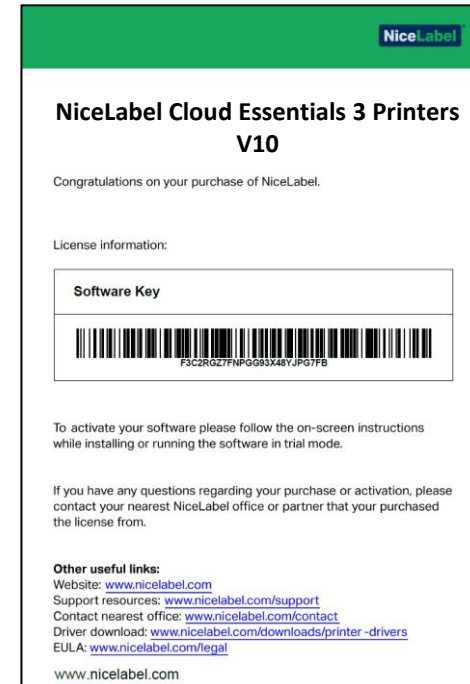 NiceLabel
NiceLabel Cloud Essentials 3 Printers
V10
Congratulations on your purchase of NiceLabel.
License information:
Software Key
F3C2RGZ7FNPGG93X48YJPG7FB
To activate your software please follow the on-screen instructions
while installing or running the software in trial mode.
If you have any questions regarding your purchase or activation, please
contact your nearest NiceLabel office or partner that your purchased
the license from.
Other useful links:
Website: www.nicelabel.com
Support resources: www.nicelabel.com/support
Contact nearest office: www.nicelabel.com/contact
Driver download: www.nicelabel.com/downloads/printer -drivers
EULA: www.nicelabel.com/legal
www.nicelabel.com